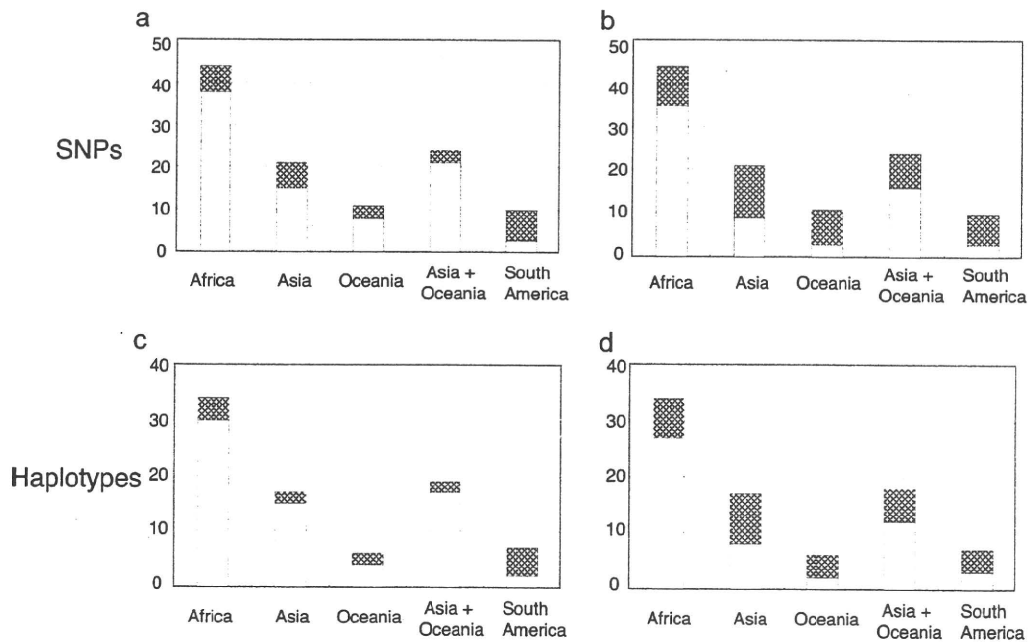 a
b
50
40
30
20
10
0
SNPs
Africa
Asia
Oceania
Asia +
Oceania
South
America
50
40
30
20
10
0
Africa
Asia
Oceania
Asia +
Oceania
South
America
c
d
40
30
20
10
0
Haplotypes
Africa
Asia
Oceania
Asia +
Oceania
South
America
40
30
20
10
0
Africa
Asia
Oceania
Asia +
Oceania
South
America